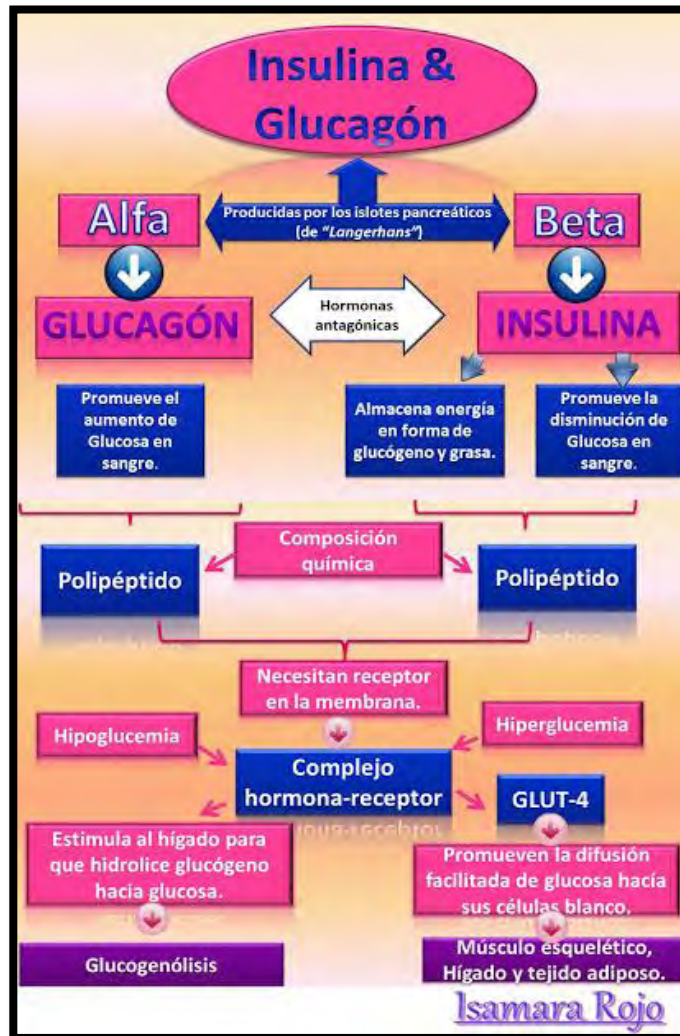 Insulina &
Glucagón
Alfa
Producidas por los islotes pancreáticos
(de "Langerhans")
Beta
GLUCAGÓN
Hormonas
antagónicas
INSULINA
Promueve el
aumento de
Glucosa en
sangre.
Almacena energía
en forma de
glucógeno y grasa.
Promueve la
disminución de
Glucosa en
sangre.
Composición
química
Polipéptido
Polipéptido
Necesitan receptor
en la membrana.
Hipoglucemia
Hiperglucemia
Complejo
hormona-receptor
GLUT-4
Estimula al hígado para
que hidrolice glucógeno
hacia glucosa.
Promueven la difusión
facilitada de glucosa hacía
sus células blanco.
Glucogenólisis
Músculo esquelético,
Hígado y tejido adiposo.
Isamara Rojo